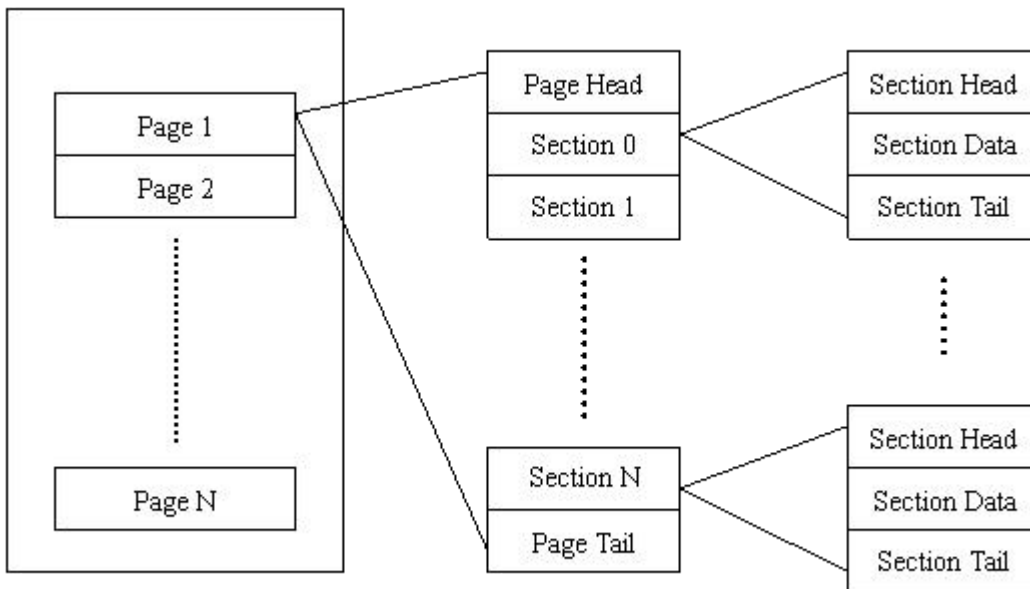 Page 1
Page 2
Page N
Page Head
Section 0
Section 1
Section N
Page Tail
Section Head
Section Data
Section Tail
Section Head
Section Data
Section Tail